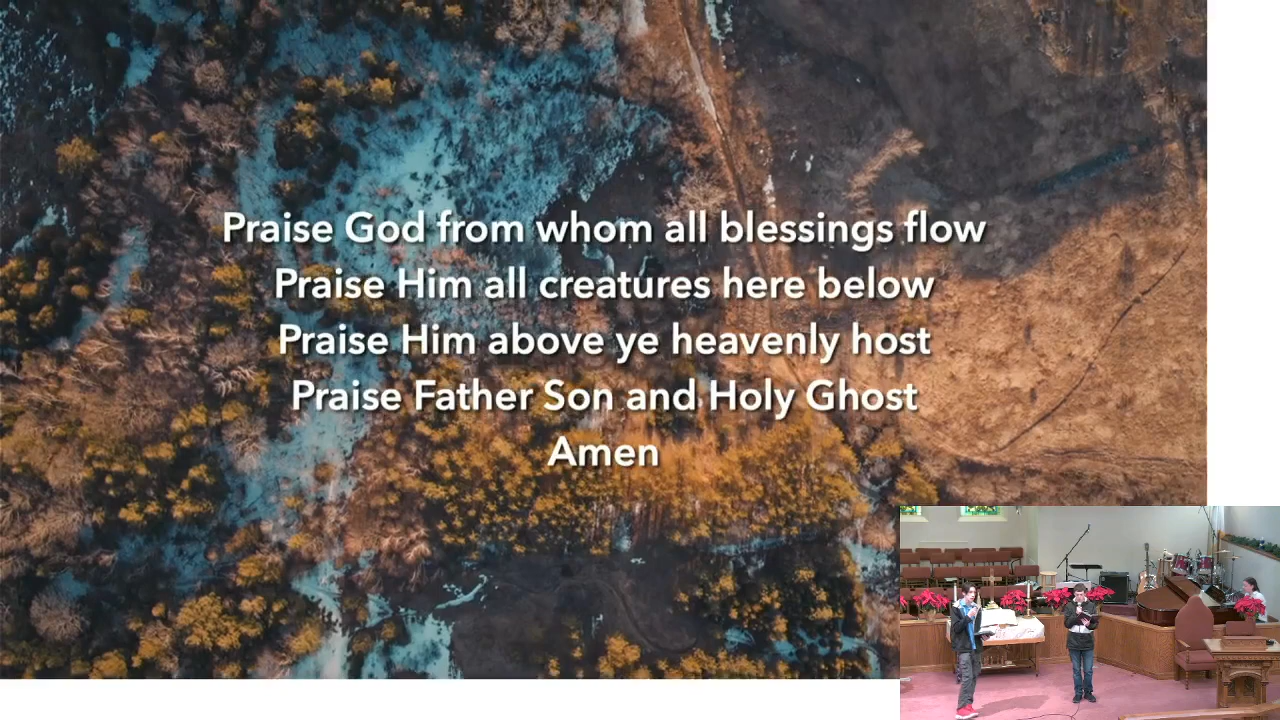 Praise God from whom all blessings flow
Praise Him all creatures here below
Praise Him above ye heavenly host
Praise Father Son and Holy Ghost
Amen